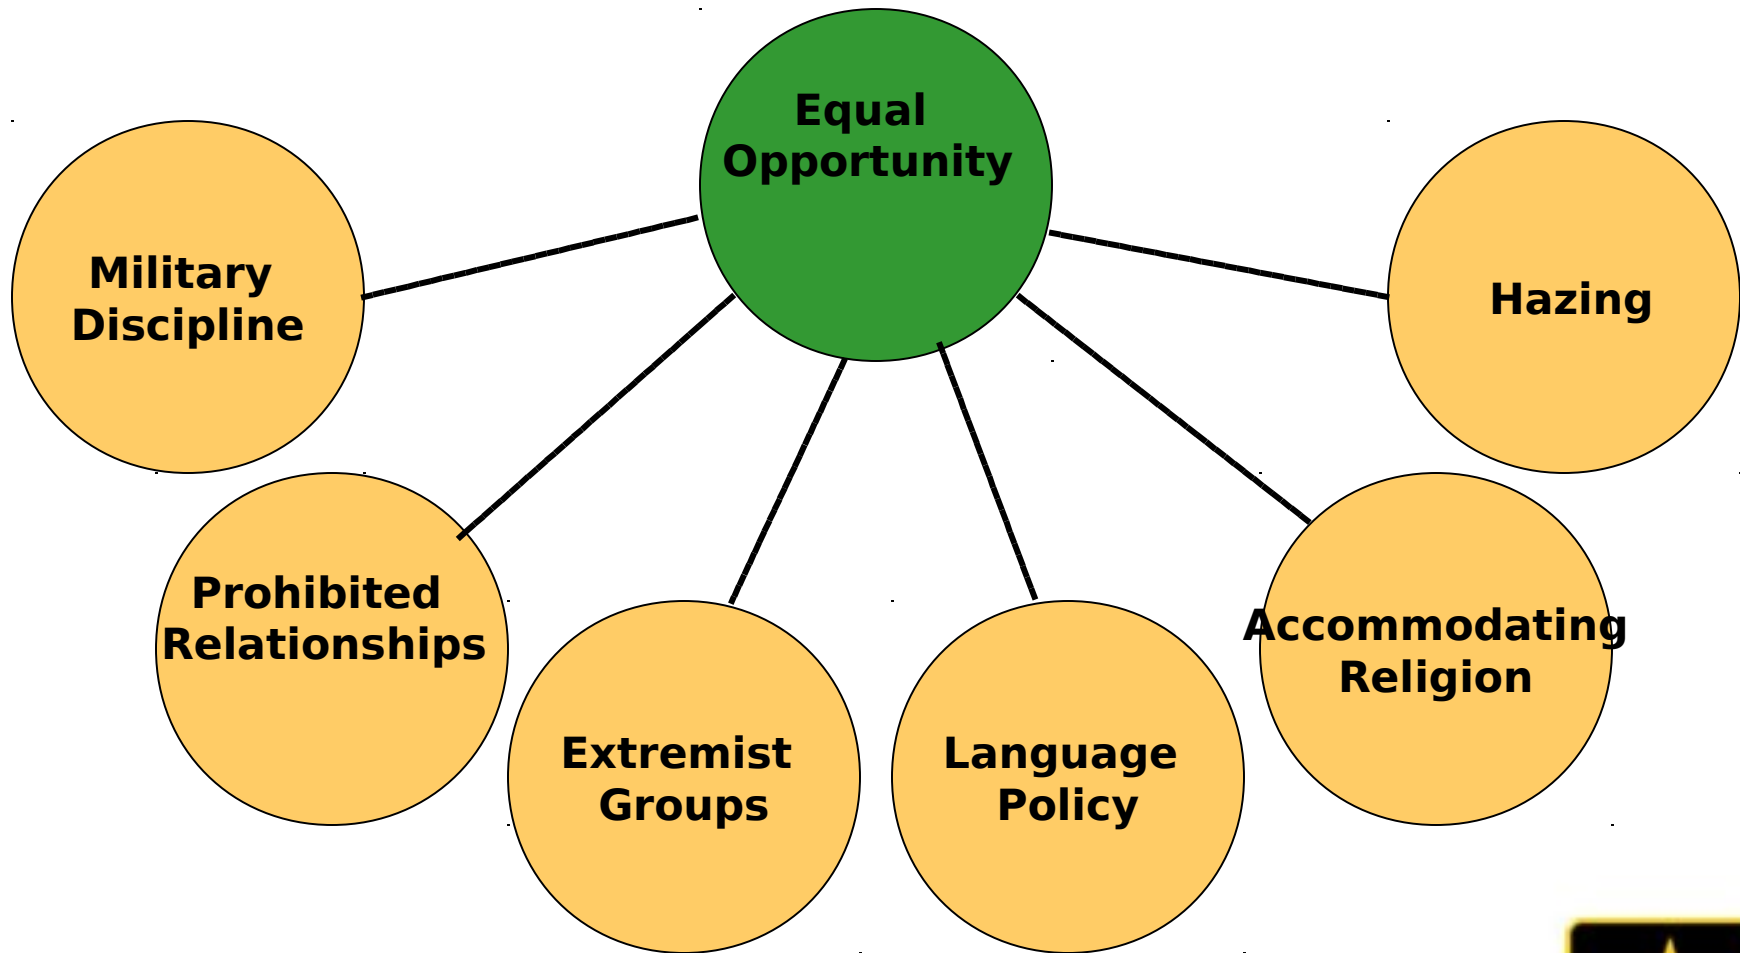 Equal
Opportunity
Military
Discipline
Hazing
Prohibited
Relationships
Accommodating
Religion
Extremist
Groups
Language
Policy